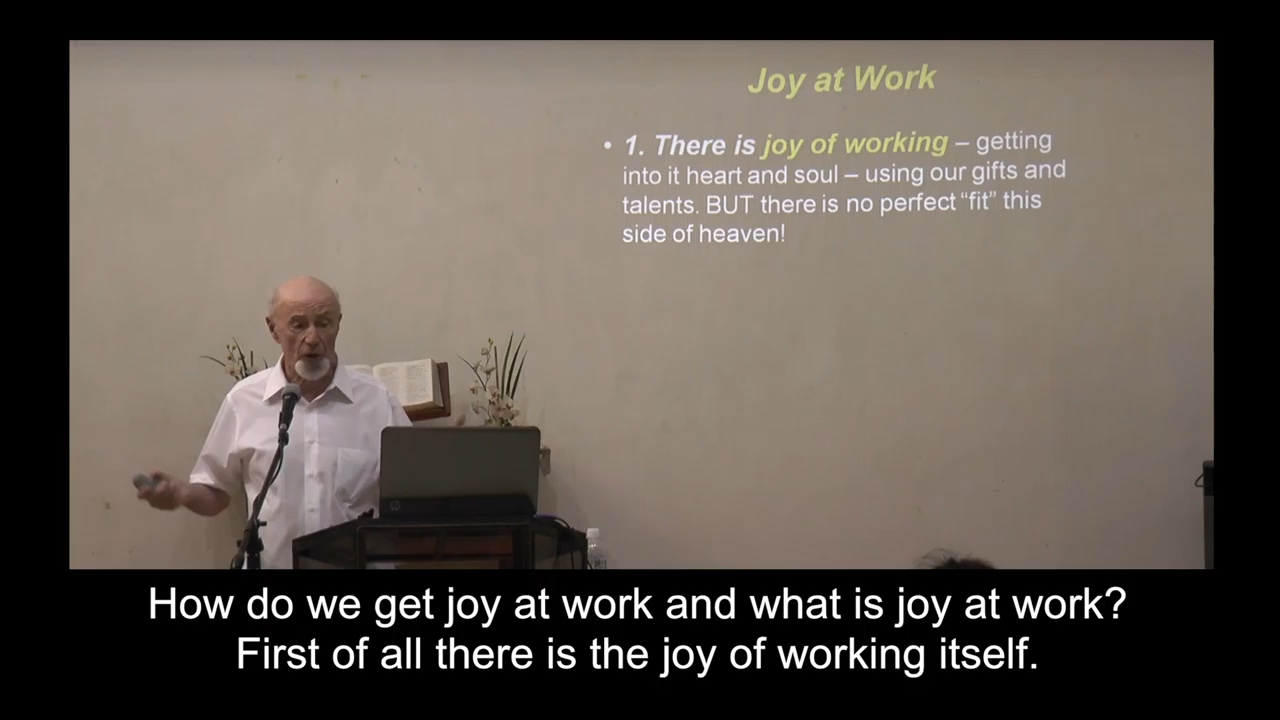 Joy at Work
• 1. There is joy of working – getting
into it heart and soul – using our gifts and
talents. BUT there is no perfect “fit” this
side of heaven!
How do we get joy at work and what is joy at work?
First of all there is the joy of working itself.